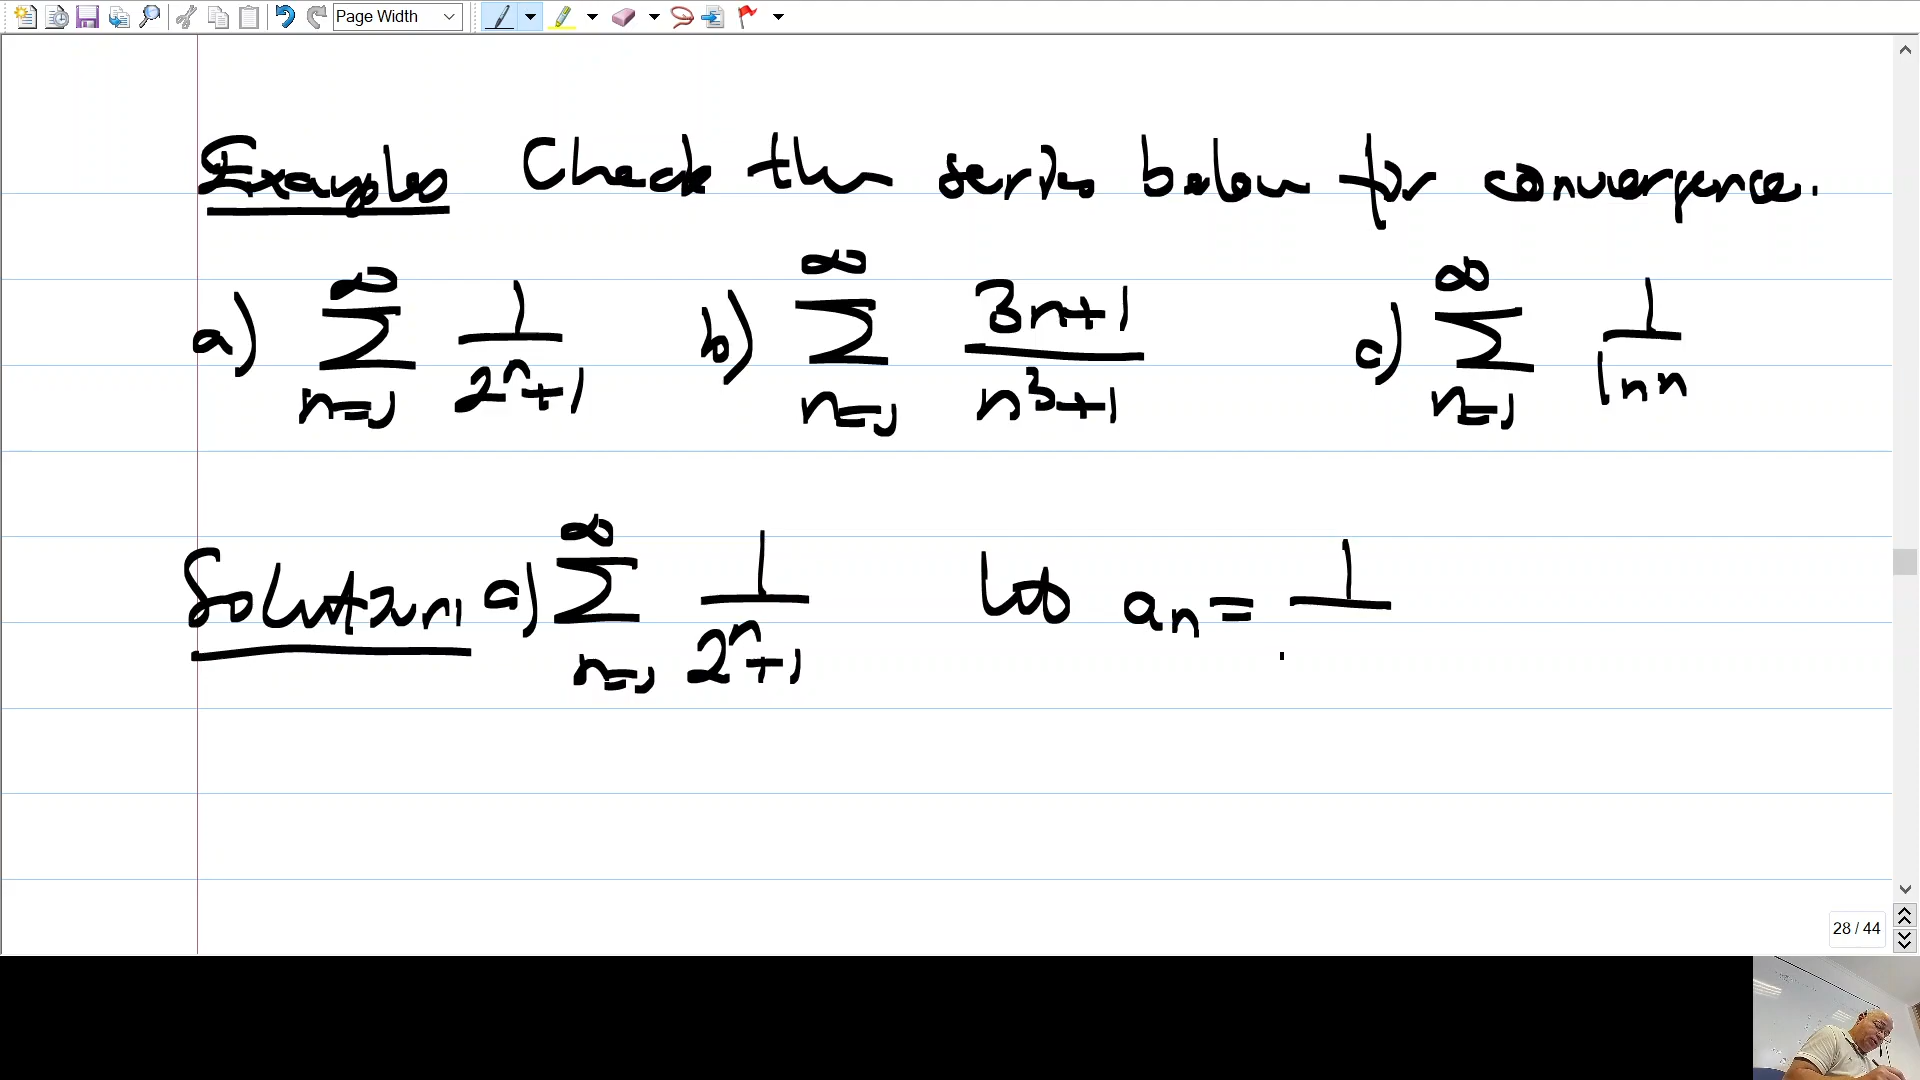 Page Width
Examples Check the series below for convergence.
a) ∞∑n=1 1/(2^n+1) b) ∞∑n=1 (3n+1)/(n^3+1) c) ∞∑n=1 1/ln n
Solution a) ∞∑n=1 1/(2^n+1) Let a_n = 1/
28 / 44